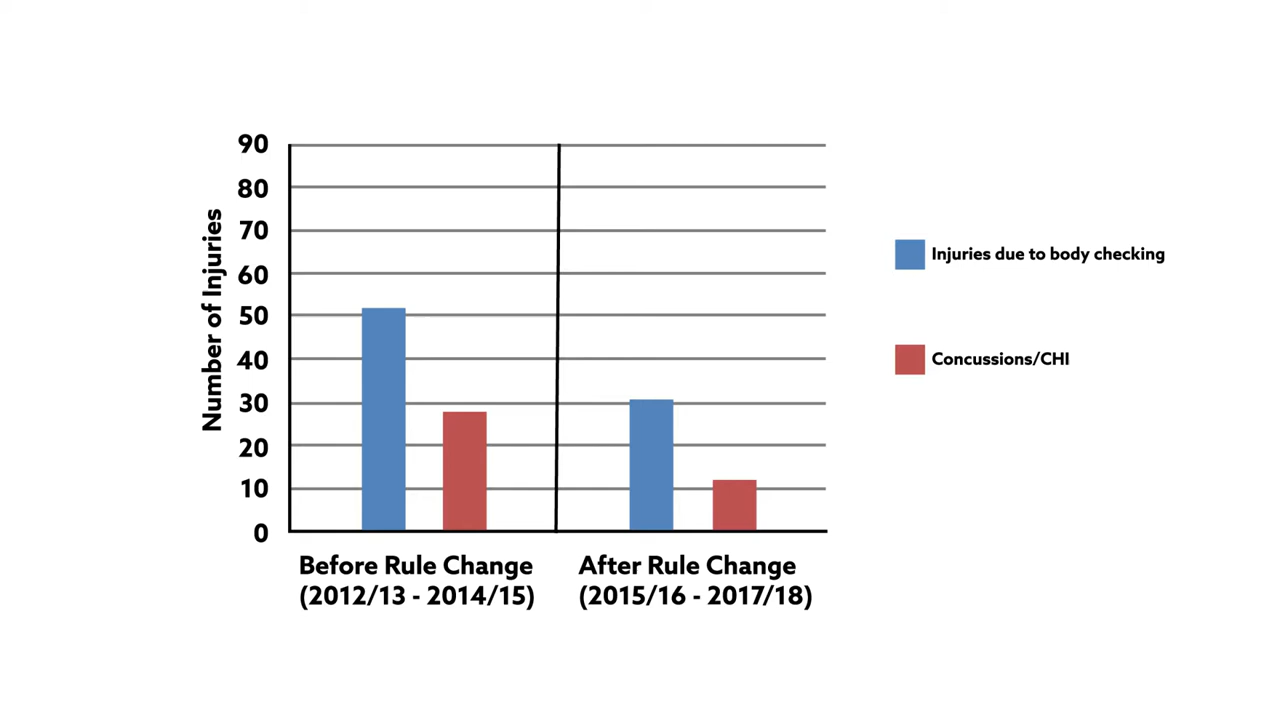 90
80
70
60
50
40
30
20
10
0
Number of Injuries
Before Rule Change
(2012/13 - 2014/15)
After Rule Change
(2015/16 - 2017/18)
Injuries due to body checking
Concussions/CHI